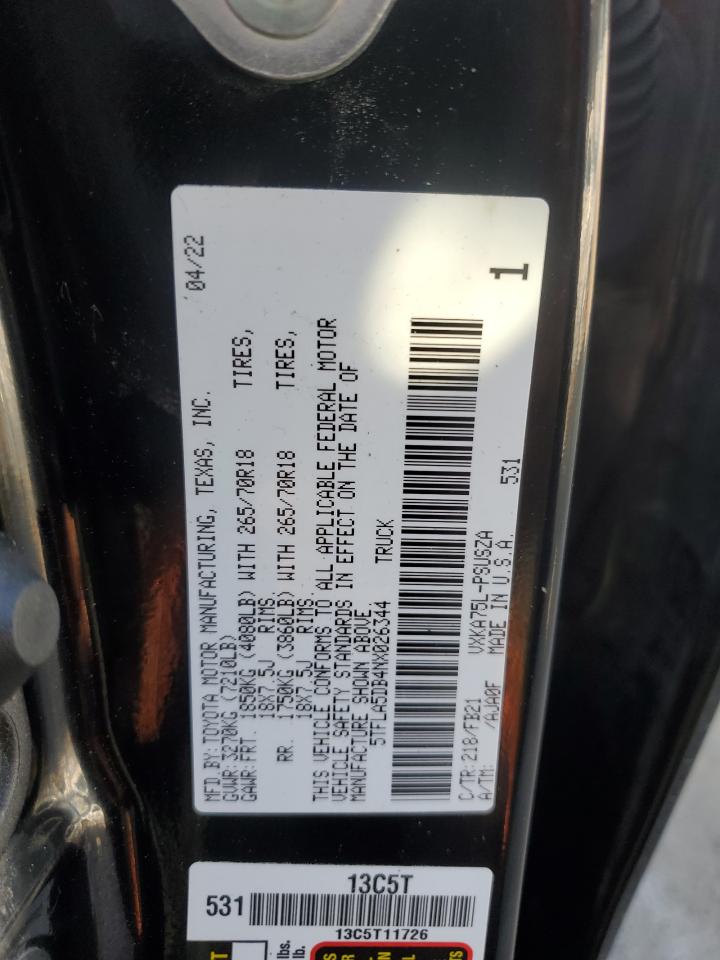 04/22
MFD.BY:TOYOTA MOTOR MANUFACTURING, TEXAS, INC.
GVWR:3270KG(7210LB)
GAWR:FRT. 1850KG(4080LB) WITH 265/70R18 TIRES,
18X7.5J RIMS.
RR. 1750KG(3860LB) WITH 265/70R18 TIRES,
18X7.5J RIMS.
THIS VEHICLE CONFORMS TO ALL APPLICABLE FEDERAL MOTOR
VEHICLE SAFETY STANDARDS IN EFFECT ON THE DATE OF
MANUFACTURE SHOWN ABOVE.
5TFLA5DB4NX026344 TRUCK
1
C/TR:218/FB21 VXKA75L-PSUSZA
A/TM: /AJA0F MADE IN U.S.A. 531
13C5T
531
13C5T11726
lbs.
lb.